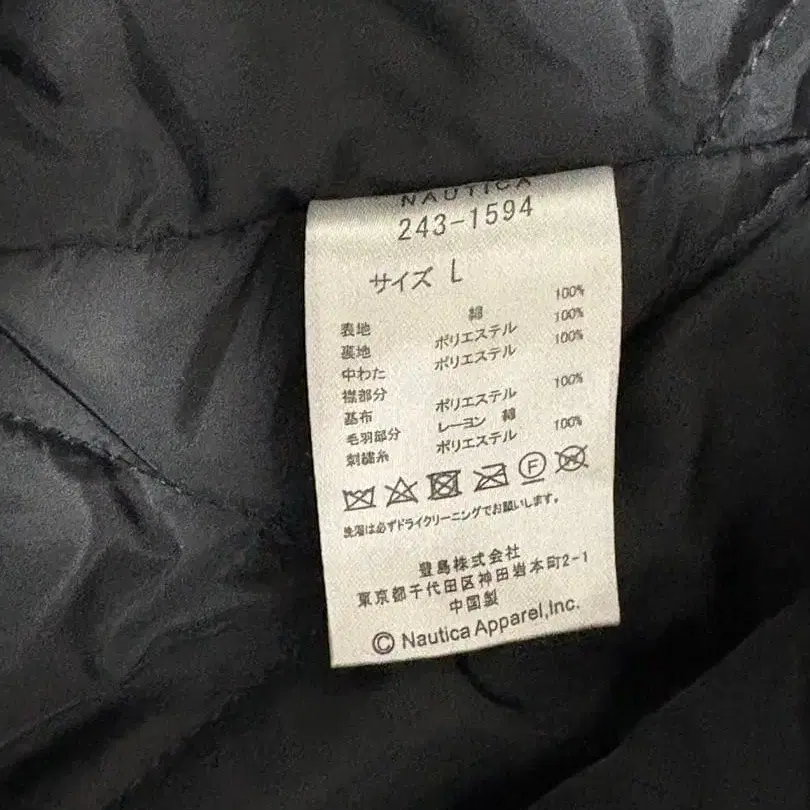 NAUTICA
243-1594
サイズ L
表地 綿 100%
裏地 ポリエステル 100%
中わた ポリエステル 100%
襟部分
基布 ポリエステル 100%
毛羽部分 レーヨン 綿
刺繍糸 ポリエステル 100%
F
洗濯は必ずドライクリーニングでお願いします。
豊島株式会社
東京都千代田区神田岩本町2-1
中国製
© Nautica Apparel,Inc.